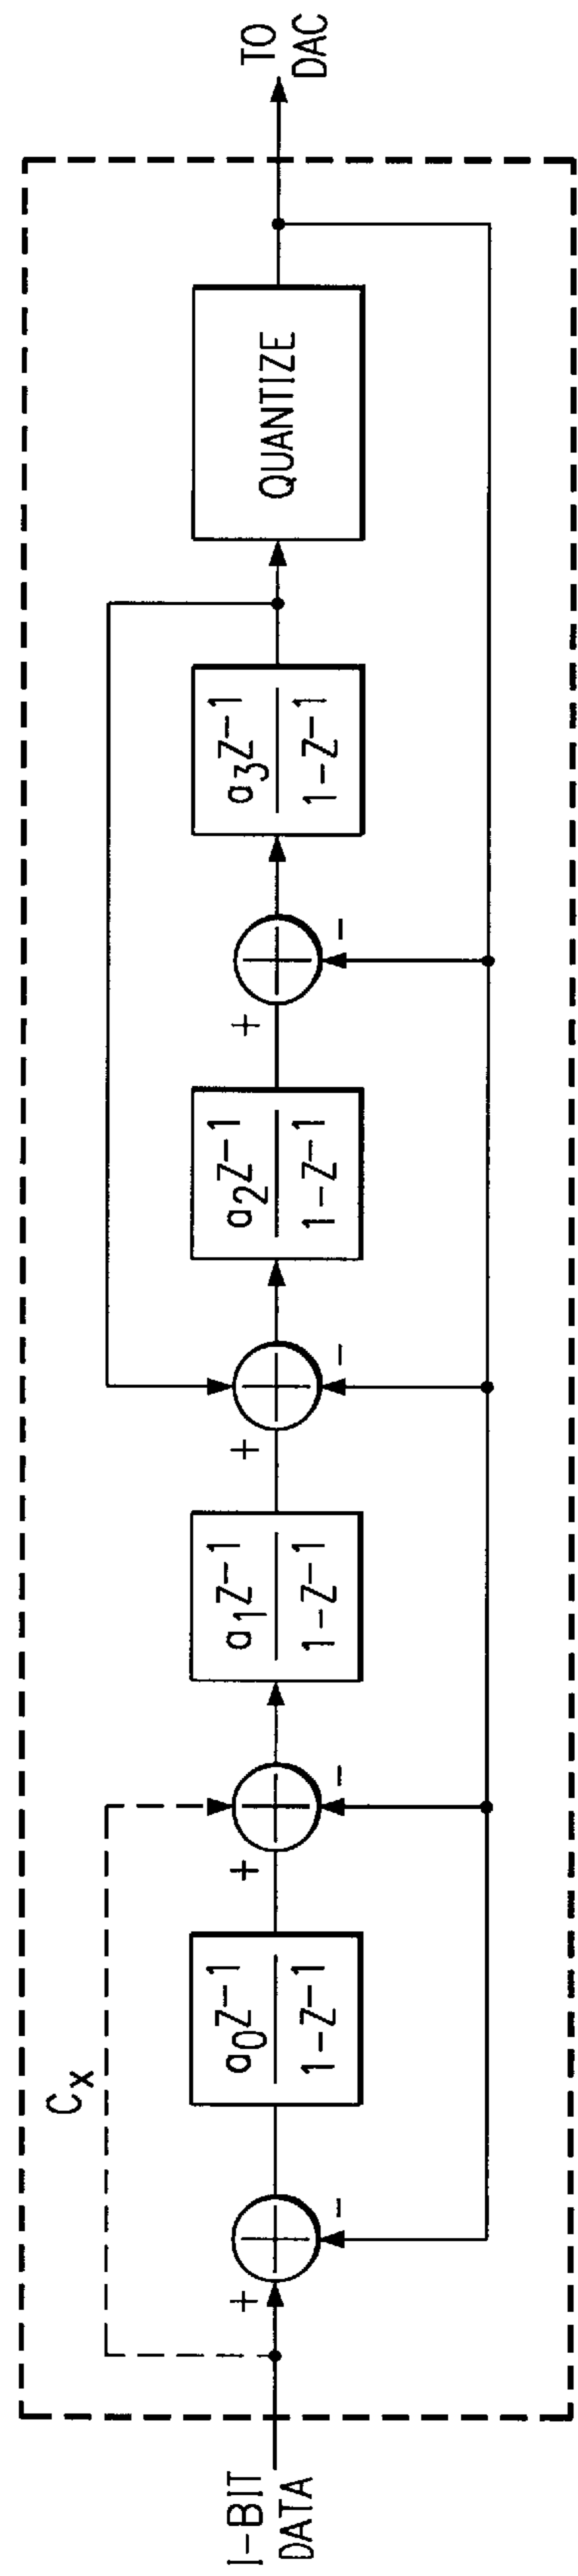 I-BIT
DATA
+
-
Cx
a₀Z⁻¹
1-Z⁻¹
+
-
a₁Z⁻¹
1-Z⁻¹
+
-
a₂Z⁻¹
1-Z⁻¹
+
-
a₃Z⁻¹
1-Z⁻¹
QUANTIZE
TO
DAC